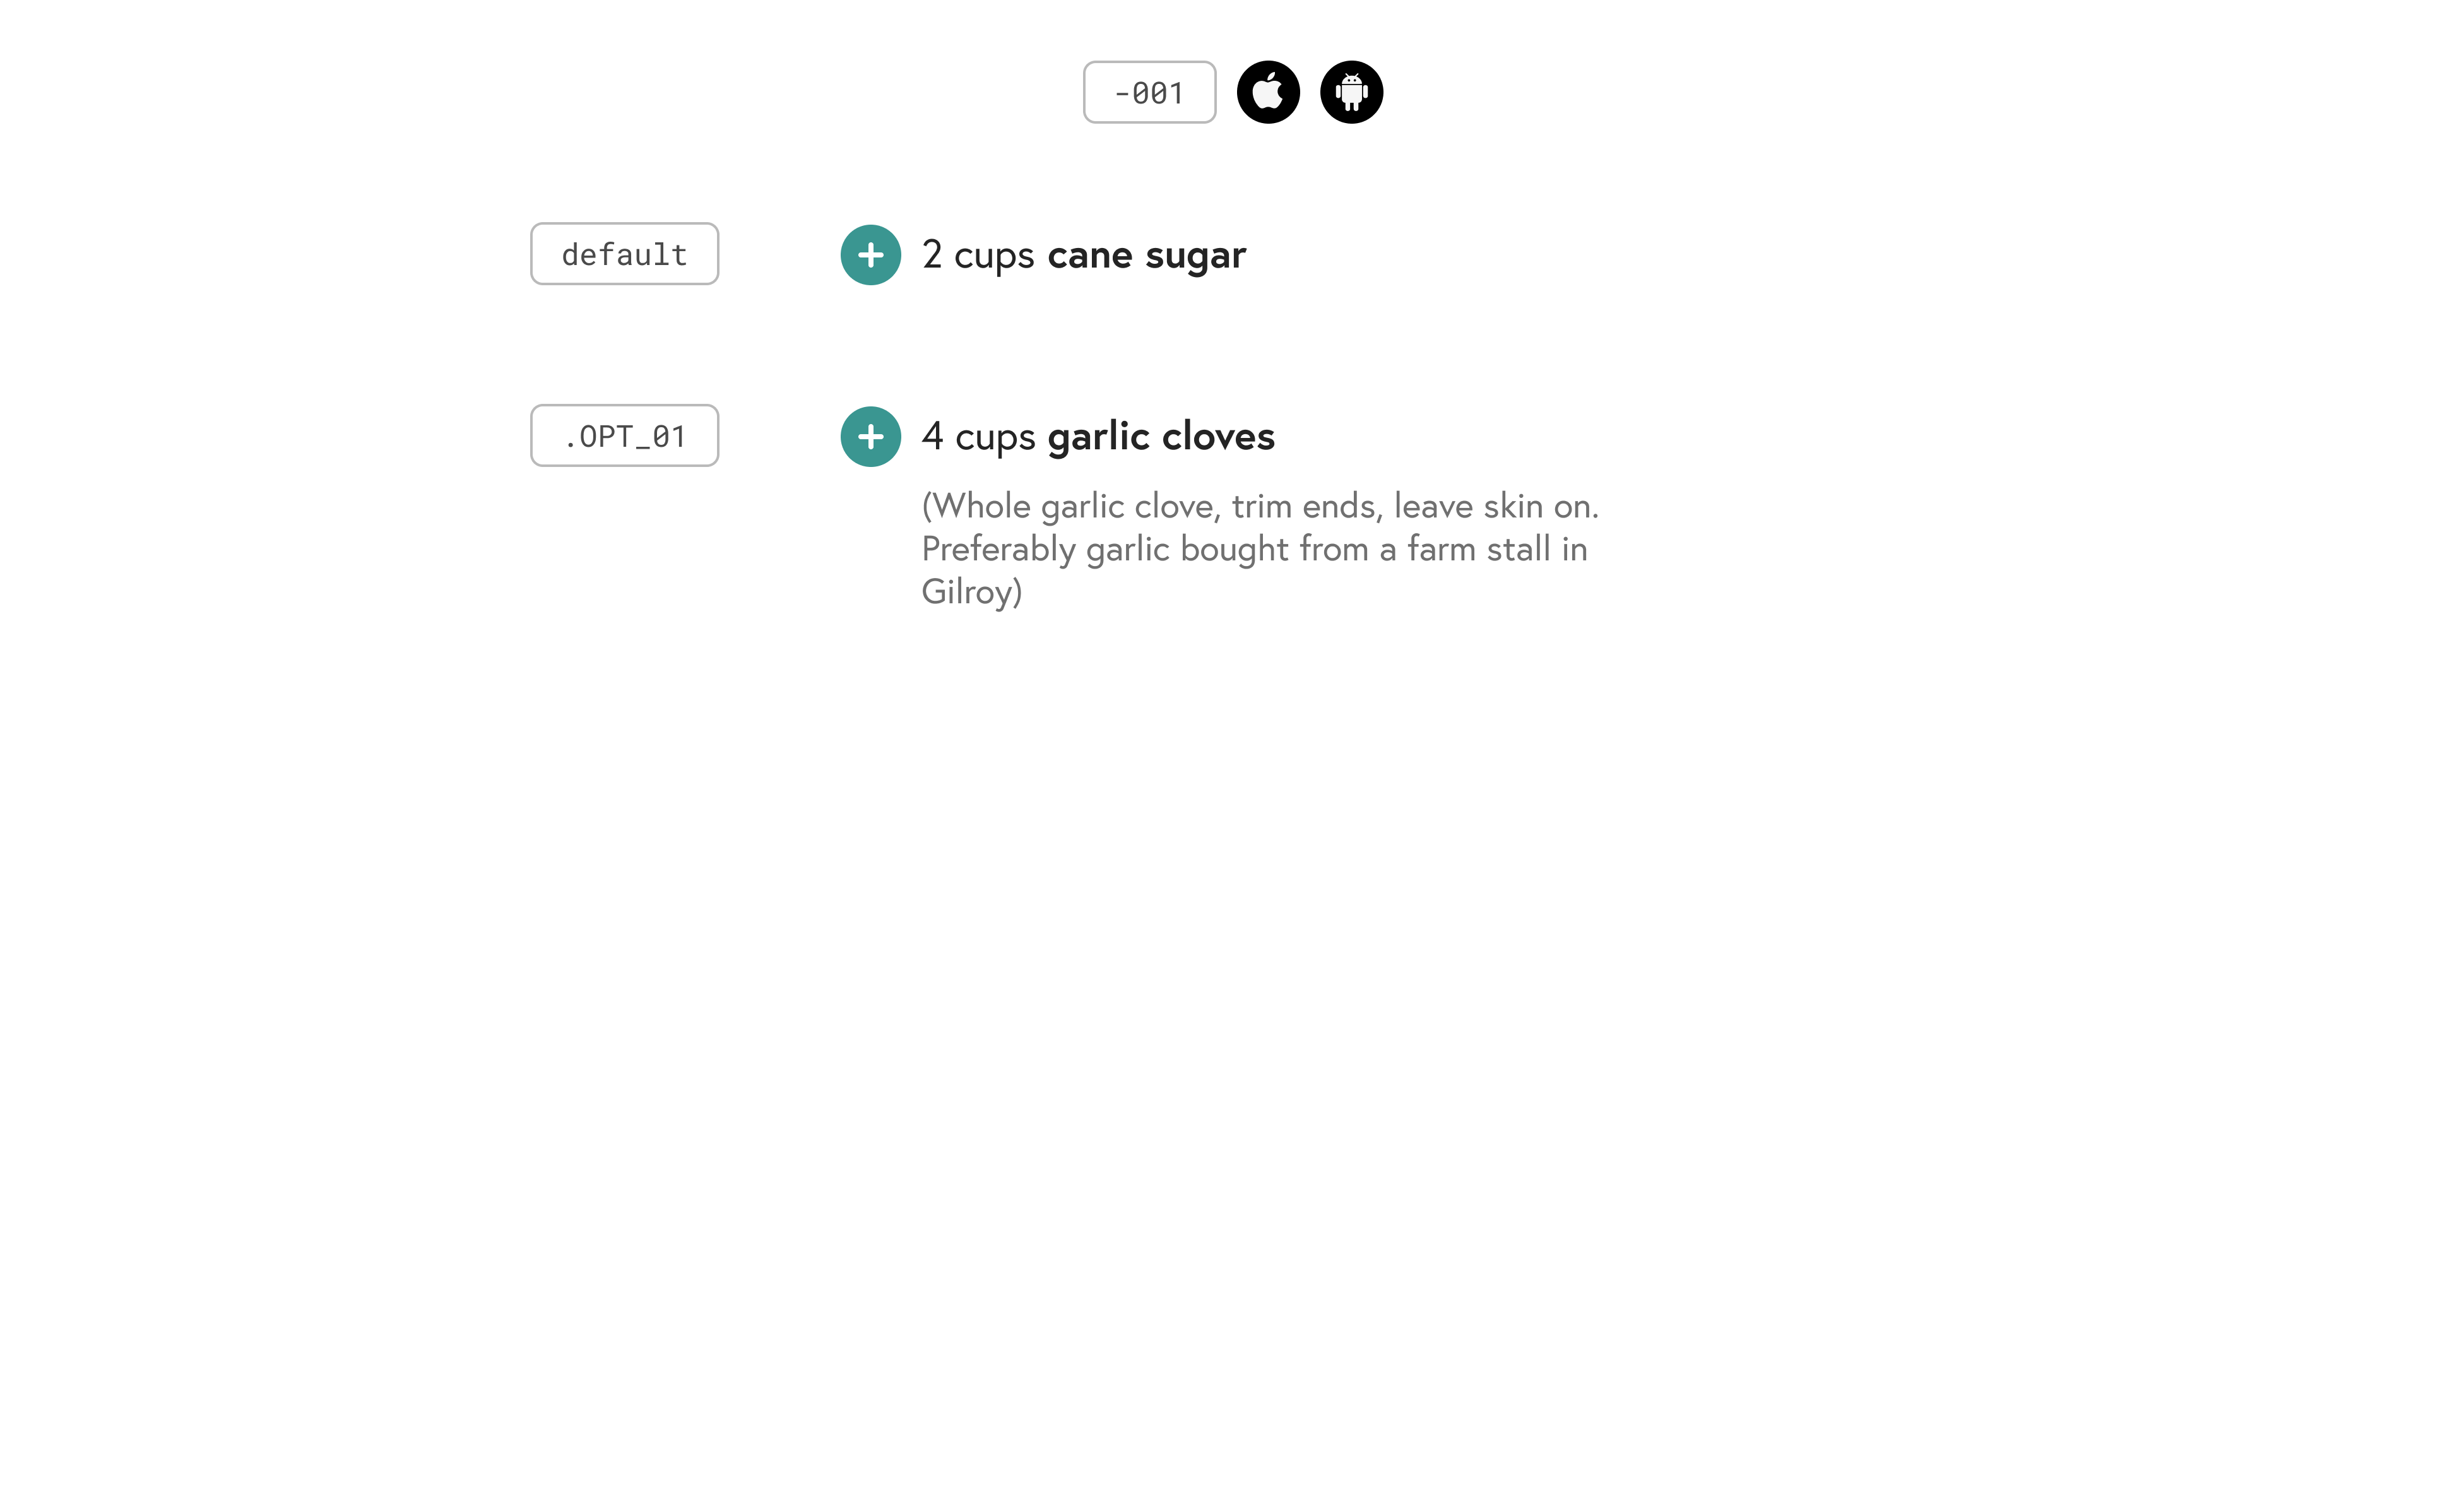 -001
default
2 cups cane sugar
.OPT_01
4 cups garlic cloves
(Whole garlic clove, trim ends, leave skin on.
Preferably garlic bought from a farm stall in
Gilroy)